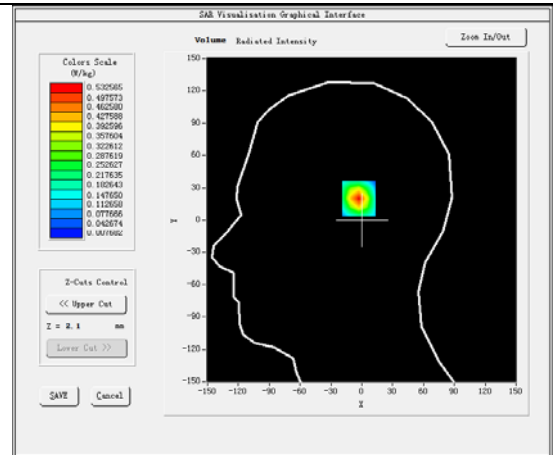 SAR Visualisation Graphical Interface
Volume Radiated Intensity
Zoom In/Out
Colors Scale
(W/kg)
0.532565
0.497573
0.462580
0.427588
0.392596
0.357604
0.322612
0.287619
0.252627
0.217635
0.182643
0.147650
0.112658
0.077666
0.042674
0.007682
Z-Cuts Control
<< Upper Cut
Z = 2.1 mm
Lower Cut >>
SAVE Cancel
150
120
90
60
30
0
-30
-60
-90
-120
-150
Y
-150 -120 -90 -60 -30 0 30 60 90 120 150
X